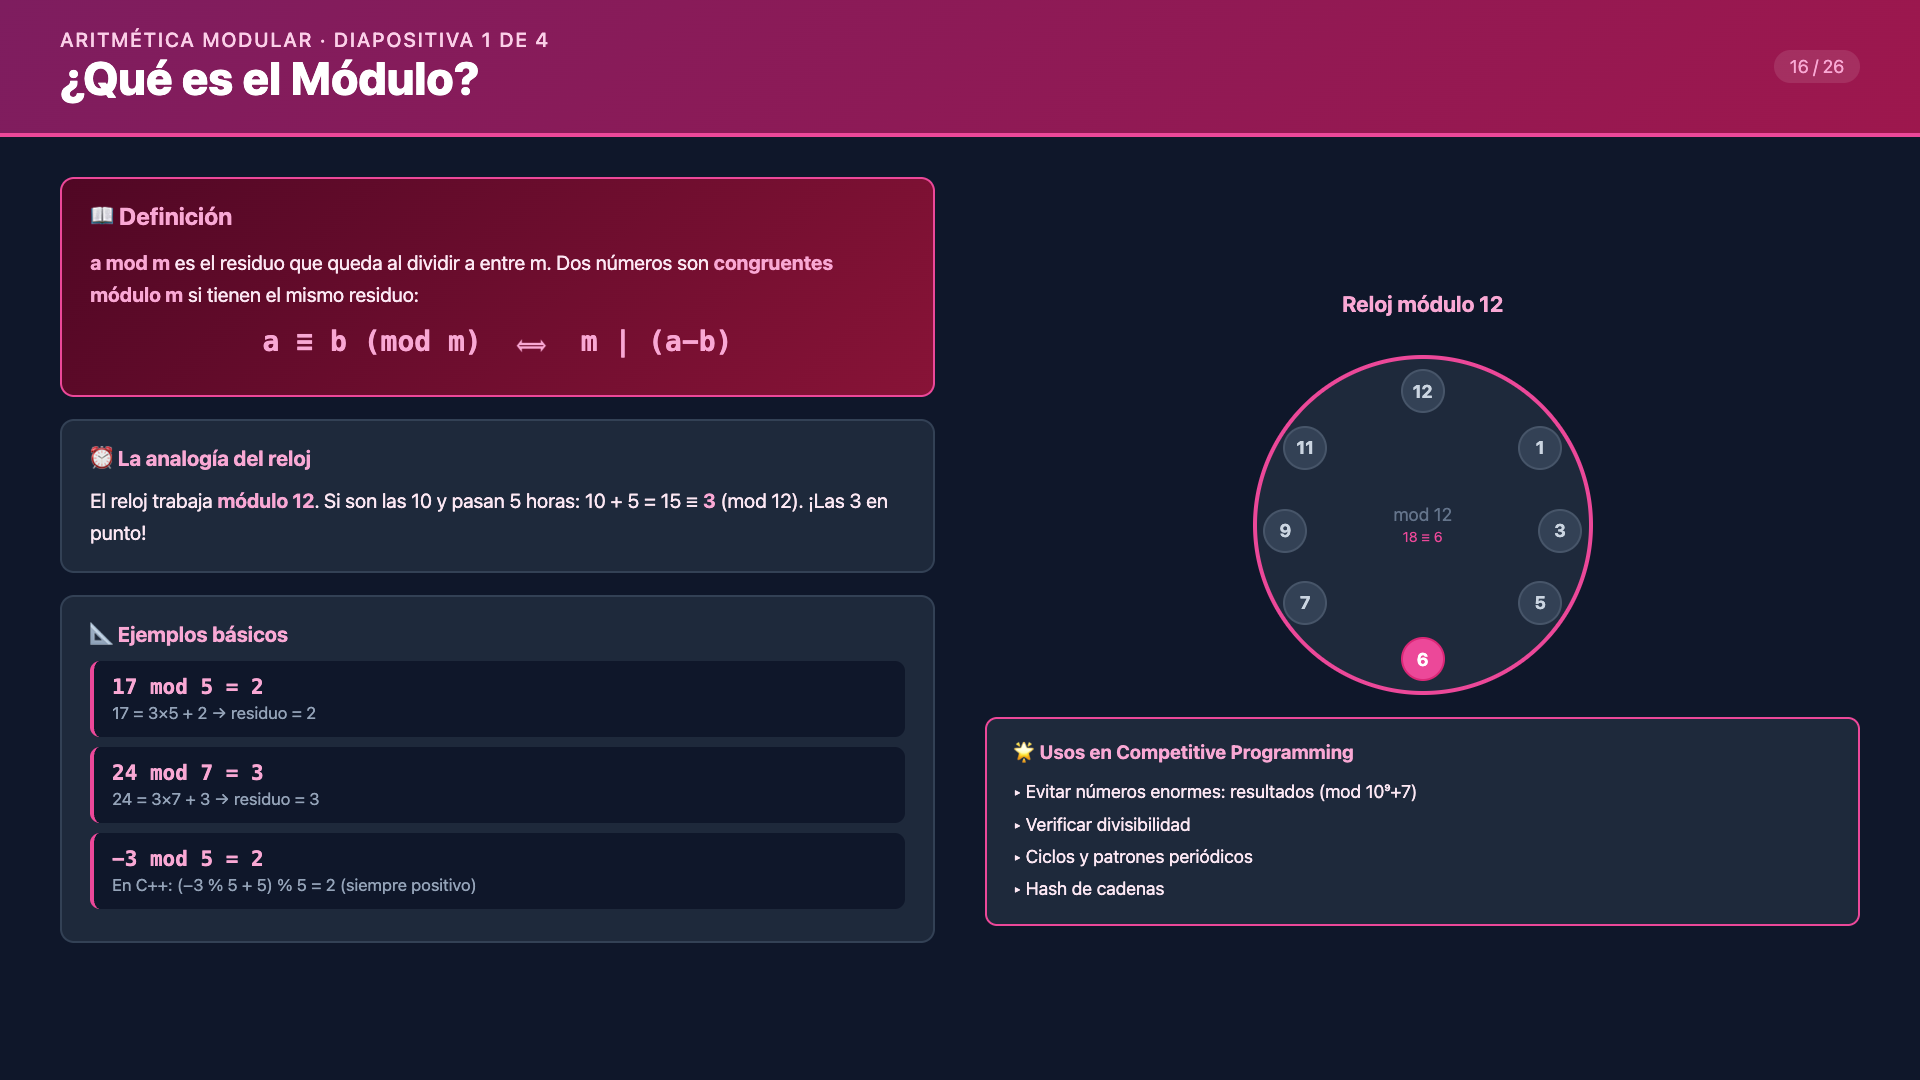 ARITMÉTICA MODULAR · DIAPOSITIVA 1 DE 4
¿Qué es el Módulo?
16 / 26
📖 Definición
a mod m es el residuo que queda al dividir a entre m. Dos números son congruentes
módulo m si tienen el mismo residuo:
a ≡ b (mod m) ⟺ m | (a−b)
⏰ La analogía del reloj
El reloj trabaja módulo 12. Si son las 10 y pasan 5 horas: 10 + 5 = 15 ≡ 3 (mod 12). ¡Las 3 en
punto!
📐 Ejemplos básicos
17 mod 5 = 2
17 = 3×5 + 2 → residuo = 2
24 mod 7 = 3
24 = 3×7 + 3 → residuo = 3
−3 mod 5 = 2
En C++: (−3 % 5 + 5) % 5 = 2 (siempre positivo)
Reloj módulo 12
12
11
1
9
mod 12
18 ≡ 6
3
7
5
6
🌟 Usos en Competitive Programming
▸ Evitar números enormes: resultados (mod 10⁹+7)
▸ Verificar divisibilidad
▸ Ciclos y patrones periódicos
▸ Hash de cadenas